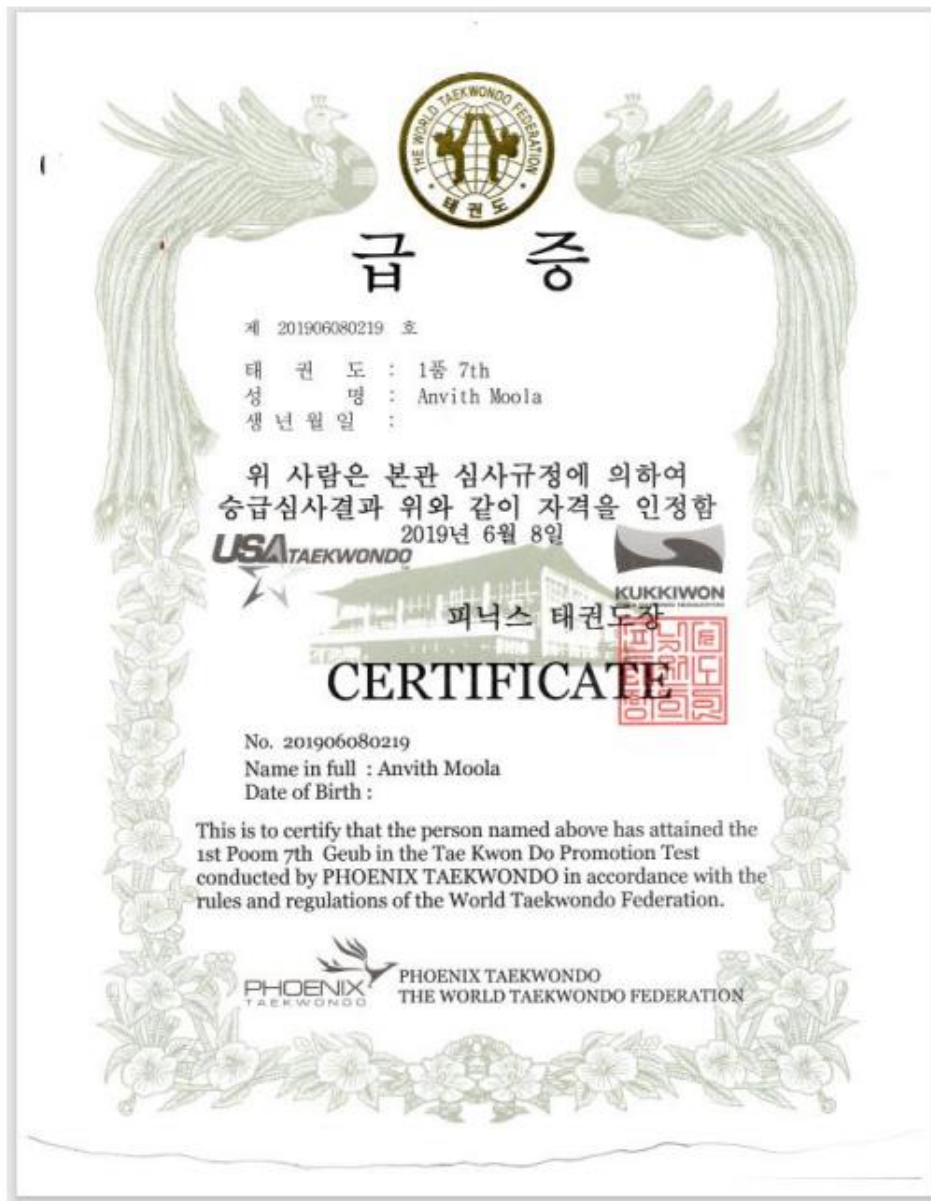 THE WORLD TAEKWONDO FEDERATION
태권도
급 증
제 201906080219 호
태 권 도 : 1품 7th
성 명 : Anvith Moola
생 년 월 일 :
위 사람은 본관 심사규정에 의하여
승급심사결과 위와 같이 자격을 인정함
2019년 6월 8일
USA TAEKWONDO
KUKKIWON
피닉스 태권도장
CERTIFICATE
No. 201906080219
Name in full : Anvith Moola
Date of Birth :
This is to certify that the person named above has attained the
1st Poom 7th Geub in the Tae Kwon Do Promotion Test
conducted by PHOENIX TAEKWONDO in accordance with the
rules and regulations of the World Taekwondo Federation.
PHOENIX
TAEKWONDO
PHOENIX TAEKWONDO
THE WORLD TAEKWONDO FEDERATION